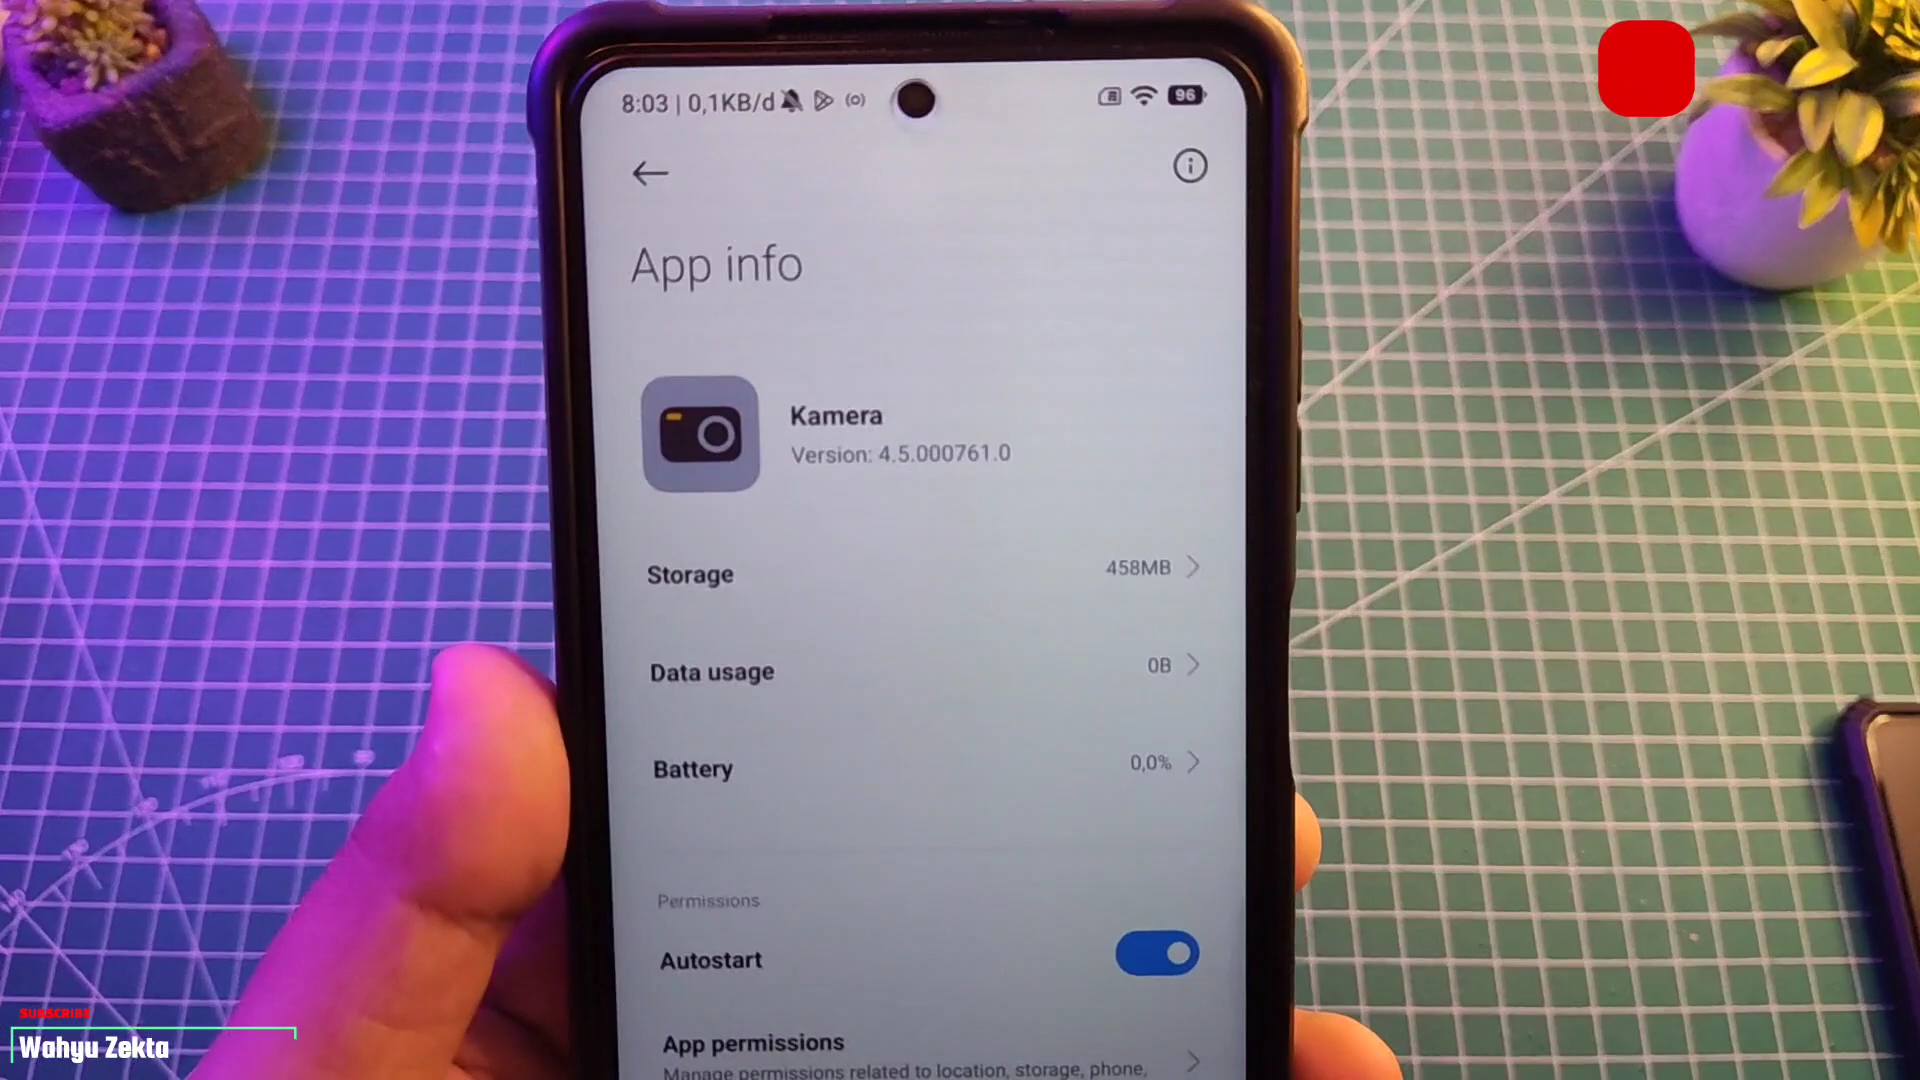 8:03 | 0,1KB/d
96
App info
Kamera
Version: 4.5.000761.0
Storage
458MB
Data usage
0B
Battery
0,0%
Permissions
Autostart
App permissions
Manage permissions related to location, storage, phone,
SUBSCRIBE
Wahyu Zekta